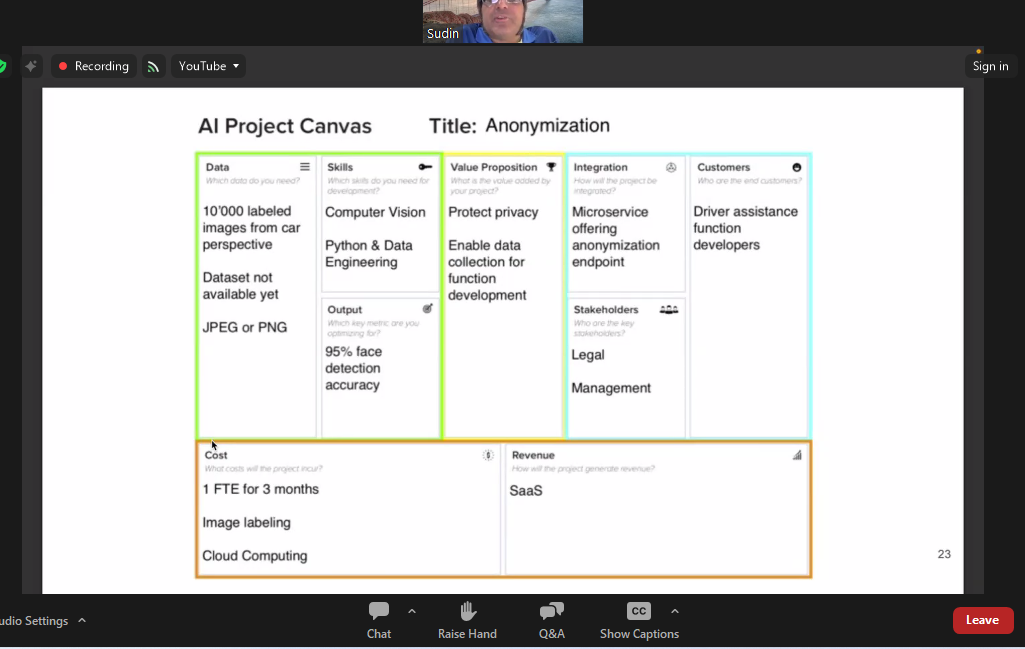 Sudin
Recording
YouTube
Sign in
AI Project Canvas
Title: Anonymization
Data
Which data do you need?
10'000 labeled
images from car
perspective
Dataset not
available yet
JPEG or PNG
Skills
Which skills do you need for
development?
Computer Vision
Python & Data
Engineering
Output
Which key metric are you
optimizing for?
95% face
detection
accuracy
Value Proposition
What is the value added by
your project?
Protect privacy
Enable data
collection for
function
development
Integration
How will the project be
integrated?
Microservice
offering
anonymization
endpoint
Stakeholders
Who are the key
stakeholders?
Legal
Management
Customers
Who are the end customers?
Driver assistance
function
developers
Cost
What costs will the project incur?
1 FTE for 3 months
Image labeling
Cloud Computing
Revenue
How will the project generate revenue?
SaaS
23
udio Settings
Chat
Raise Hand
Q&A
CC
Show Captions
Leave